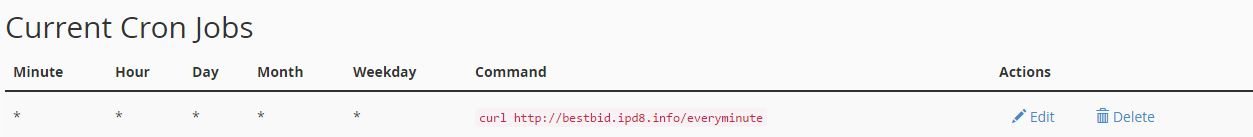 Current Cron Jobs
Minute Hour Day Month Weekday Command Actions
* * * * * curl http://bestbid.ipd8.info/everyminute Edit Delete